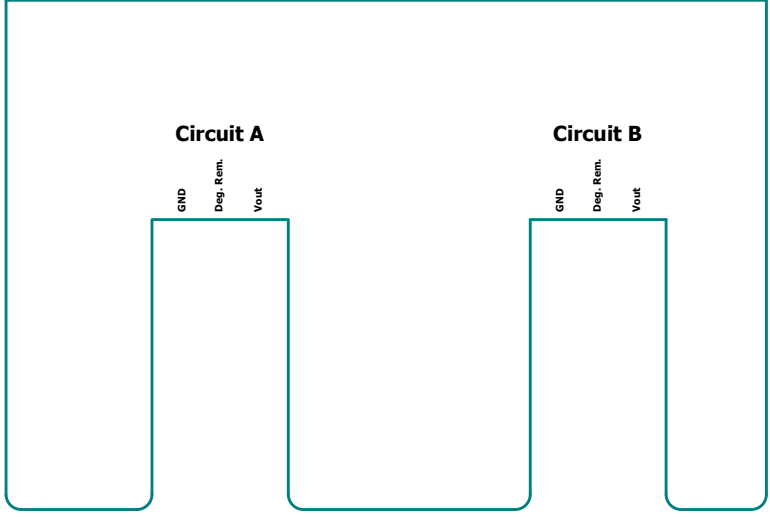 Circuit A
Circuit B
GND
Deg. Rem.
Vout
GND
Deg. Rem.
Vout